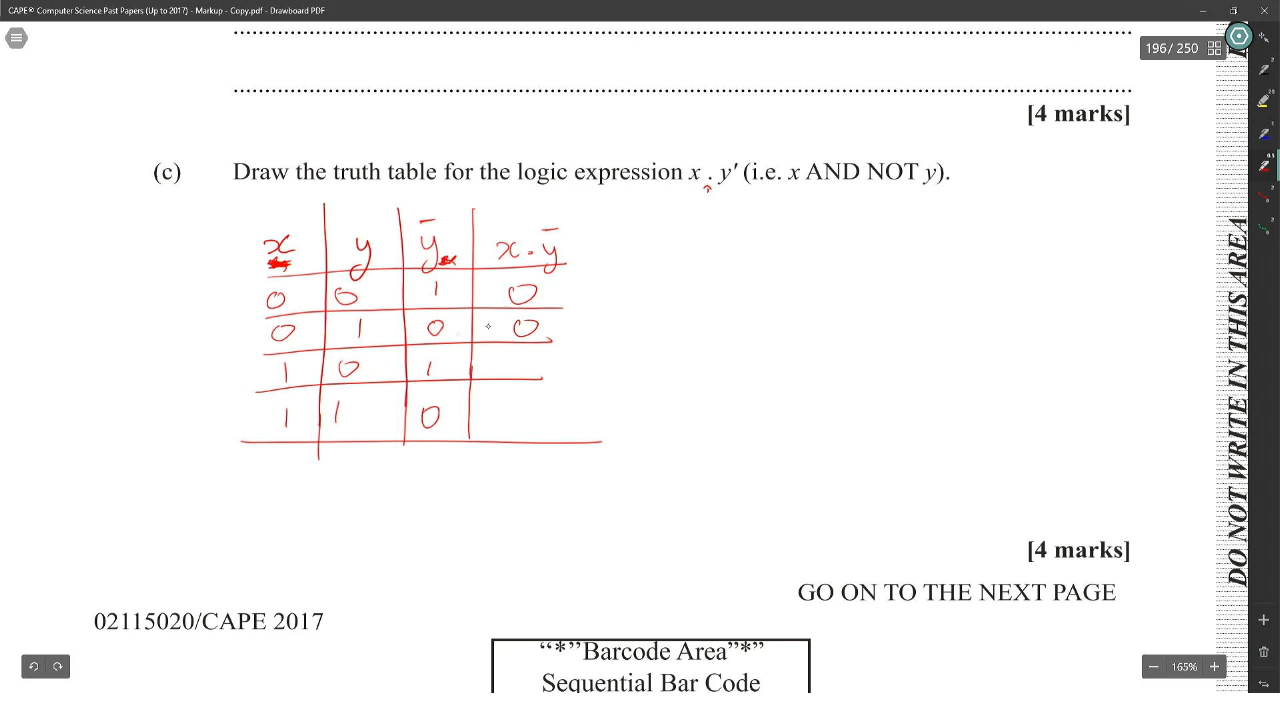 CAPE® Computer Science Past Papers (Up to 2017) - Markup - Copy.pdf - Drawboard PDF
196 / 250
[4 marks]
(c) Draw the truth table for the logic expression x . y′ (i.e. x AND NOT y).
x y ȳ x . ȳ
0 0 1 0
0 1 0 0
1 0 1
1 1 0
[4 marks]
GO ON TO THE NEXT PAGE
02115020/CAPE 2017
“*”Barcode Area”*”
Sequential Bar Code
165%
DO NOT WRITE IN THIS AREA